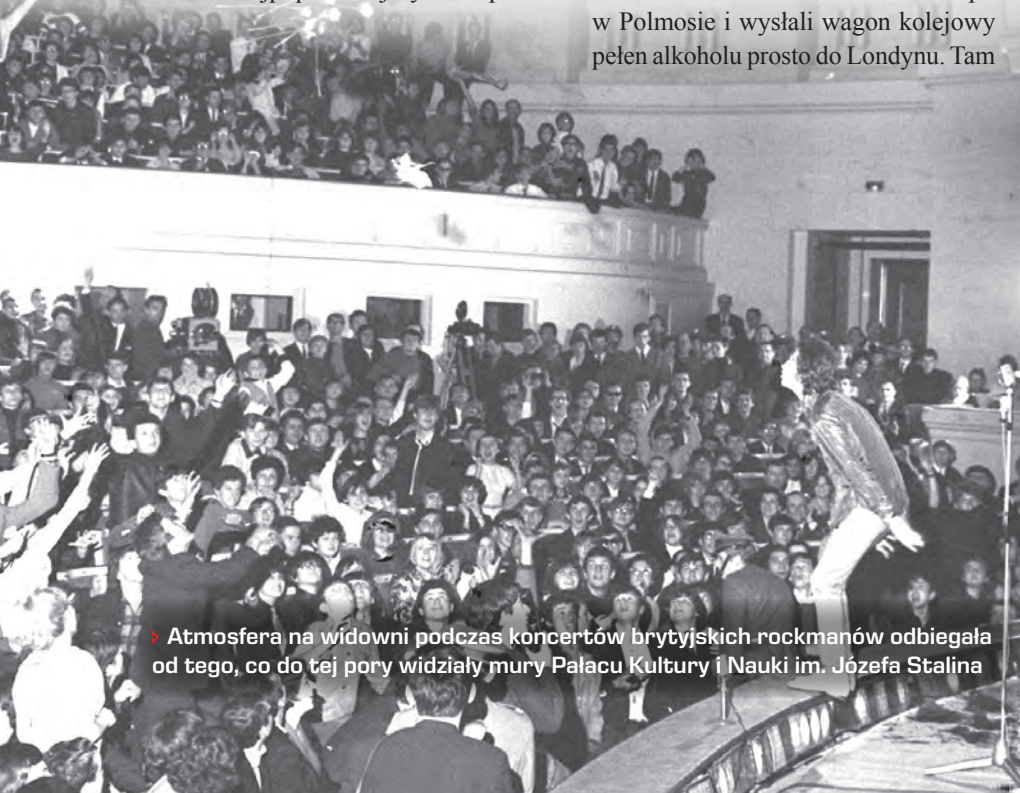 w Polmosie i wysłali wagon kolejowy
pełen alkoholu prosto do Londynu. Tam
Atmosfera na widowni podczas koncertów brytyjskich rockmanów odbiegała
od tego, co do tej pory widziały mury Pałacu Kultury i Nauki im. Józefa Stalina